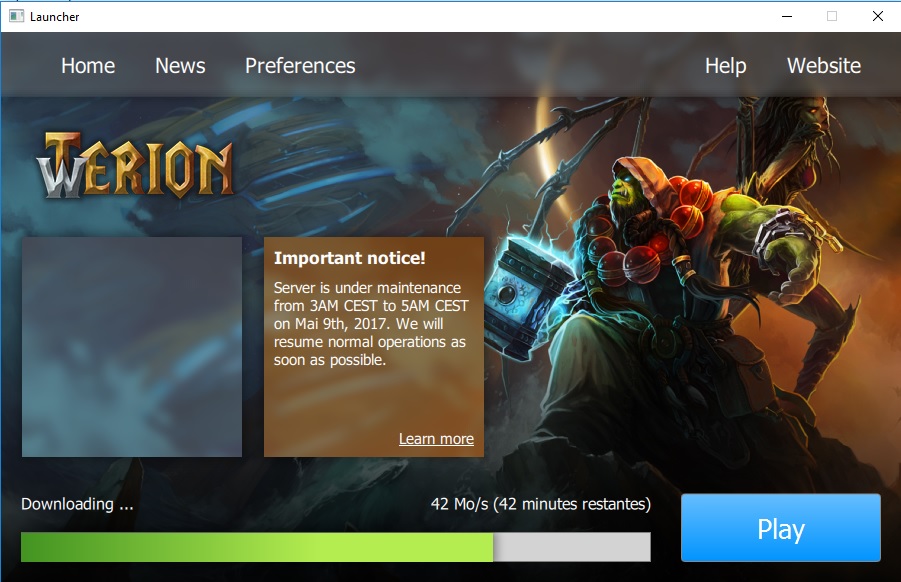 Launcher
Home News Preferences Help Website
WERION
Important notice!
Server is under maintenance
from 3AM CEST to 5AM CEST
on Mai 9th, 2017. We will
resume normal operations as
soon as possible.
Learn more
Downloading ... 42 Mo/s (42 minutes restantes)
Play